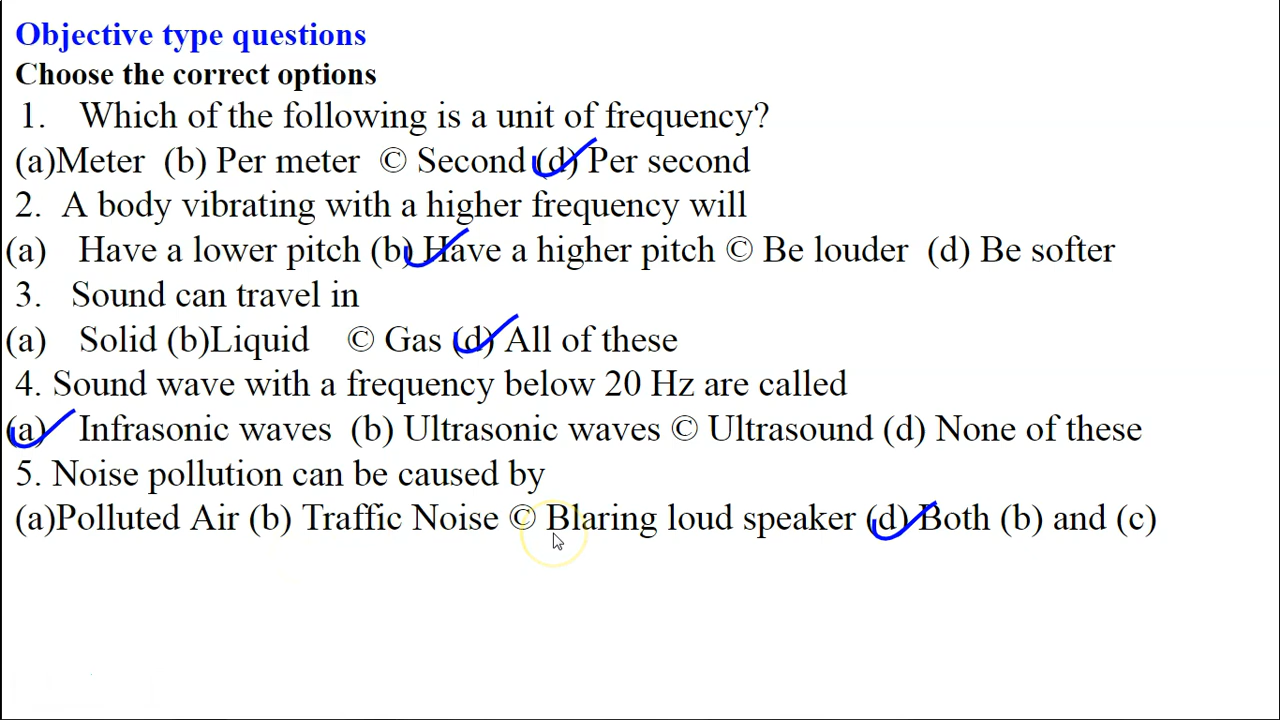 Objective type questions
Choose the correct options
1. Which of the following is a unit of frequency?
(a)Meter (b) Per meter © Second (d) Per second
2. A body vibrating with a higher frequency will
(a) Have a lower pitch (b) Have a higher pitch © Be louder (d) Be softer
3. Sound can travel in
(a) Solid (b)Liquid © Gas (d) All of these
4. Sound wave with a frequency below 20 Hz are called
(a) Infrasonic waves (b) Ultrasonic waves © Ultrasound (d) None of these
5. Noise pollution can be caused by
(a)Polluted Air (b) Traffic Noise © Blaring loud speaker (d) Both (b) and (c)